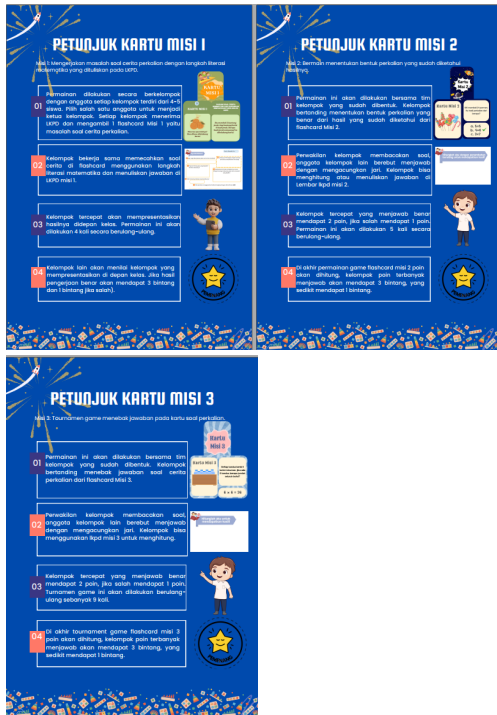 PETUNJUK KARTU MISI 1
Misi 1: Mengerjakan masalah soal cerita perkalian dengan langkah literasi
matematika yang dituliskan pada LKPD.
01
Permainan dilakukan secara berkelompok
dengan anggota setiap kelompok terdiri dari 4-5
siswa. Pilih salah satu anggota untuk menjadi
ketua kelompok. Setiap kelompok menerima
LKPD dan mengambil 1 flashcard Misi 1 yaitu
masalah soal cerita perkalian.
KARTU
MISI 1
02
Kelompok bekerja sama memecahkan soal
cerita di flashcard menggunakan langkah
literasi matematika dan menuliskan jawaban di
LKPD misi 1.
03
Kelompok tercepat akan mempresentasikan
hasilnya didepan kelas. Permainan ini akan
dilakukan 4 kali secara berulang-ulang.
04
Kelompok lain akan menilai kelompok yang
mempresentasikan di depan kelas. Jika hasil
pengerjaan benar akan mendapat 3 bintang
dan 1 bintang jika salah).
PETUNJUK KARTU MISI 2
Misi 2: Bermain menentukan bentuk perkalian yang sudah diketahui
hasilnya.
01
Permainan ini akan dilakukan bersama tim
kelompok yang sudah dibentuk. Kelompok
bertanding menentukan bentuk perkalian yang
benar dari hasil yang sudah diketahui dari
flashcard Misi 2.
Kartu
Misi 2
Kartu Misi 2
02
Perwakilan kelompok membacakan soal,
anggota kelompok lain berebut menjawab
dengan mengacungkan jari. Kelompok bisa
menghitung atau menuliskan jawaban di
Lembar lkpd misi 2.
03
Kelompok tercepat yang menjawab benar
mendapat 2 poin, jika salah mendapat 1 poin,
Permainan ini akan dilakukan 5 kali secara
berulang-ulang.
04
Di akhir permainan game flashcard misi 2 poin
akan dihitung, kelompok poin terbanyak
menjawab akan mendapat 3 bintang, yang
sedikit mendapat 1 bintang.
PETUNJUK KARTU MISI 3
Misi 3: Tournamen game menebak jawaban pada kartu soal perkalian.
01
Permainan ini akan dilakukan bersama tim
kelompok yang sudah dibentuk. Kelompok
bertanding menebak jawaban soal cerita
perkalian dari flashcard Misi 3.
Kartu
Misi 3
Kartu Misi 3
02
Perwakilan kelompok membacakan soal,
anggota kelompok lain berebut menjawab
dengan mengacungkan jari. Kelompok bisa
menggunakan lkpd misi 3 untuk menghitung.
03
Kelompok tercepat yang menjawab benar
mendapat 2 poin, jika salah mendapat 1 poin.
Turnamen game ini akan dilakukan berulang-
ulang sebanyak 9 kali.
04
Di akhir tournament game flashcard misi 3
poin akan dihitung, kelompok poin terbanyak
menjawab akan mendapat 3 bintang, yang
sedikit mendapat 1 bintang.